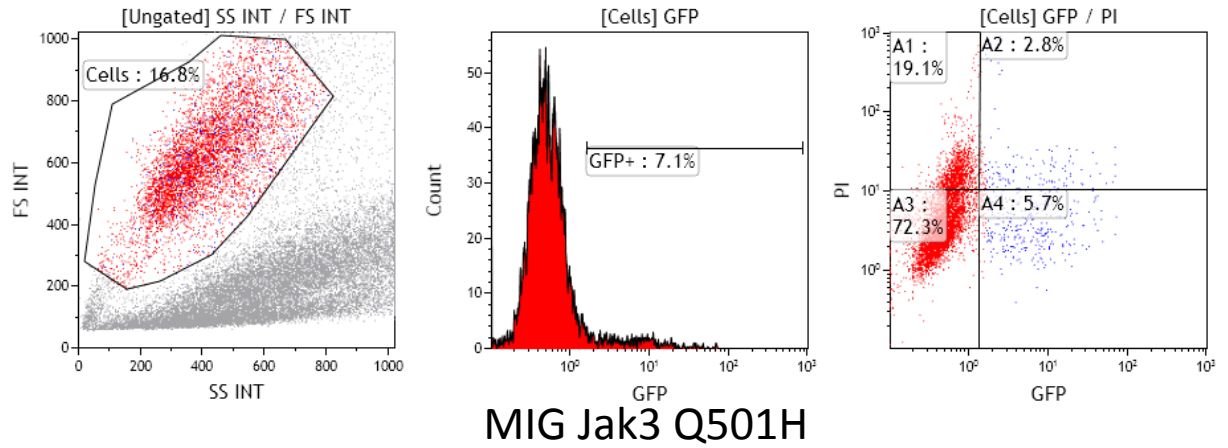 [Ungated] SS INT / FS INT
1000
800
600
400
200
0
FS INT
Cells : 16.8%
0 200 400 600 800 1000
SS INT
[Cells] GFP
50
40
30
20
10
0
Count
GFP+ : 7.1%
10⁰ 10¹ 10² 10³
GFP
[Cells] GFP / PI
10³
10²
10¹
10⁰
PI
A1 :
19.1%
A2 : 2.8%
A3 :
72.3%
A4 : 5.7%
10⁰ 10¹ 10² 10³
GFP
MIG Jak3 Q501H